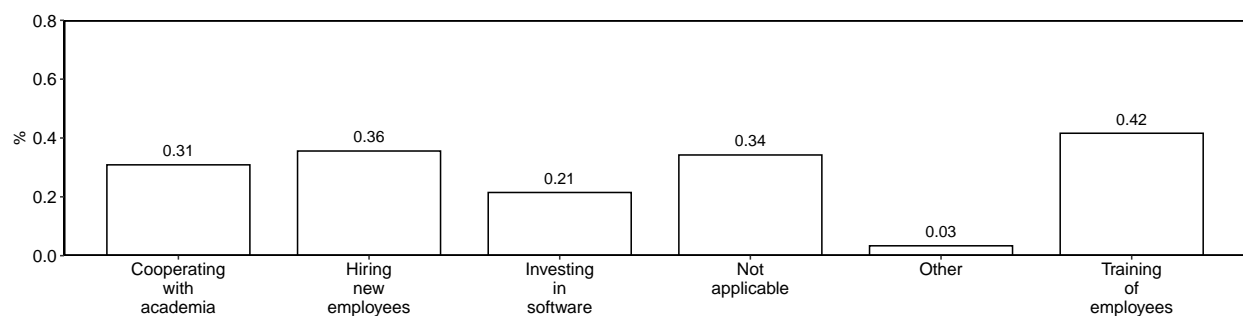 0.8
0.6
0.4
0.2
0.0
%
0.31
0.36
0.21
0.34
0.03
0.42
Cooperating
with
academia
Hiring
new
employees
Investing
in
software
Not
applicable
Other
Training
of
employees